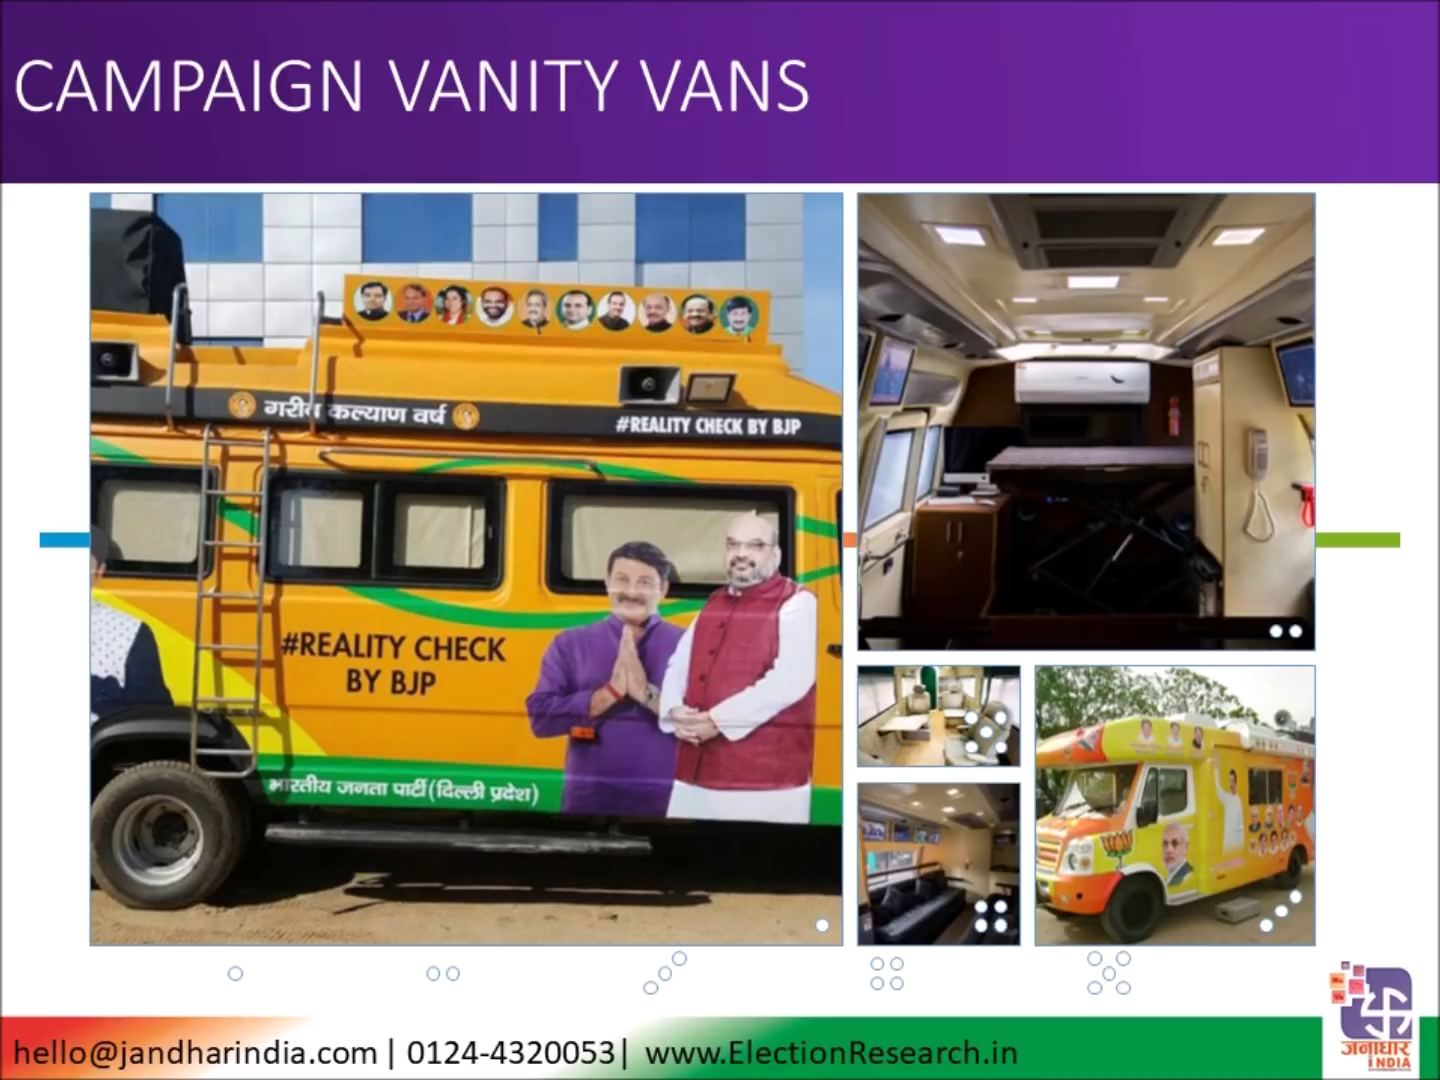 CAMPAIGN VANITY VANS
गरीब कल्याण वर्ष
#REALITY CHECK BY BJP
#REALITY CHECK
BY BJP
भारतीय जनता पार्टी (दिल्ली प्रदेश)
hello@jandharindia.com | 0124-4320053| www.ElectionResearch.in
जनाधार
INDIA